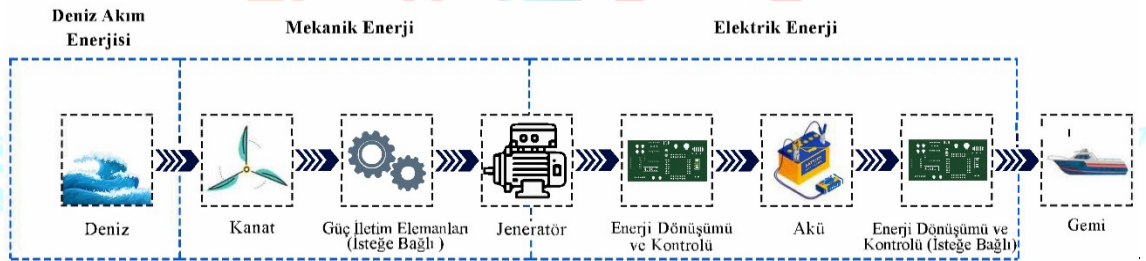 Deniz Akım
Enerjisi
Mekanik Enerji
Elektrik Enerji
Deniz
Kanat
Güç İletim Elemanları
(İsteğe Bağlı )
Jeneratör
Enerji Dönüşümü
ve Kontrolü
Akü
Enerji Dönüşümü ve
Kontrolü (İsteğe Bağlı)
Gemi